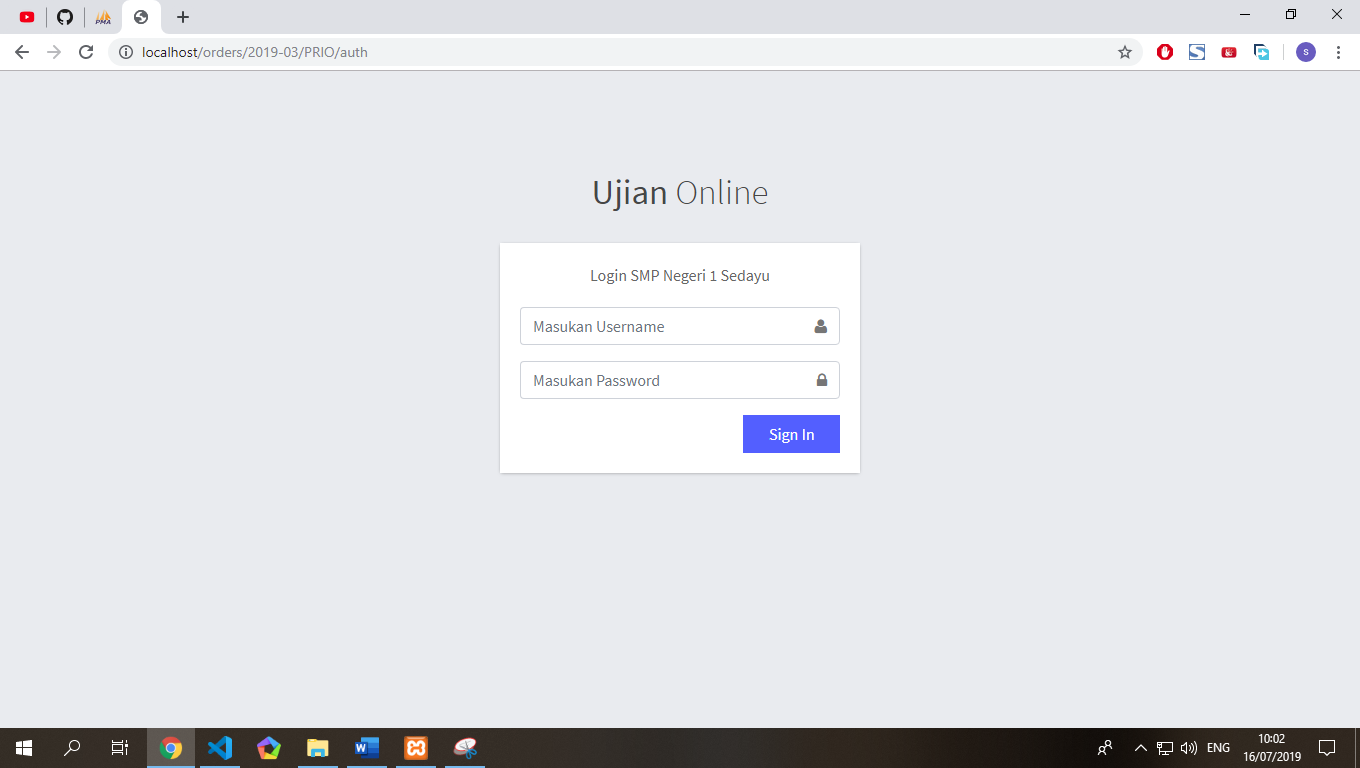 PMA
localhost/orders/2019-03/PRIO/auth
S
Ujian Online
Login SMP Negeri 1 Sedayu
Masukan Username
Masukan Password
Sign In
ENG
10:02
16/07/2019